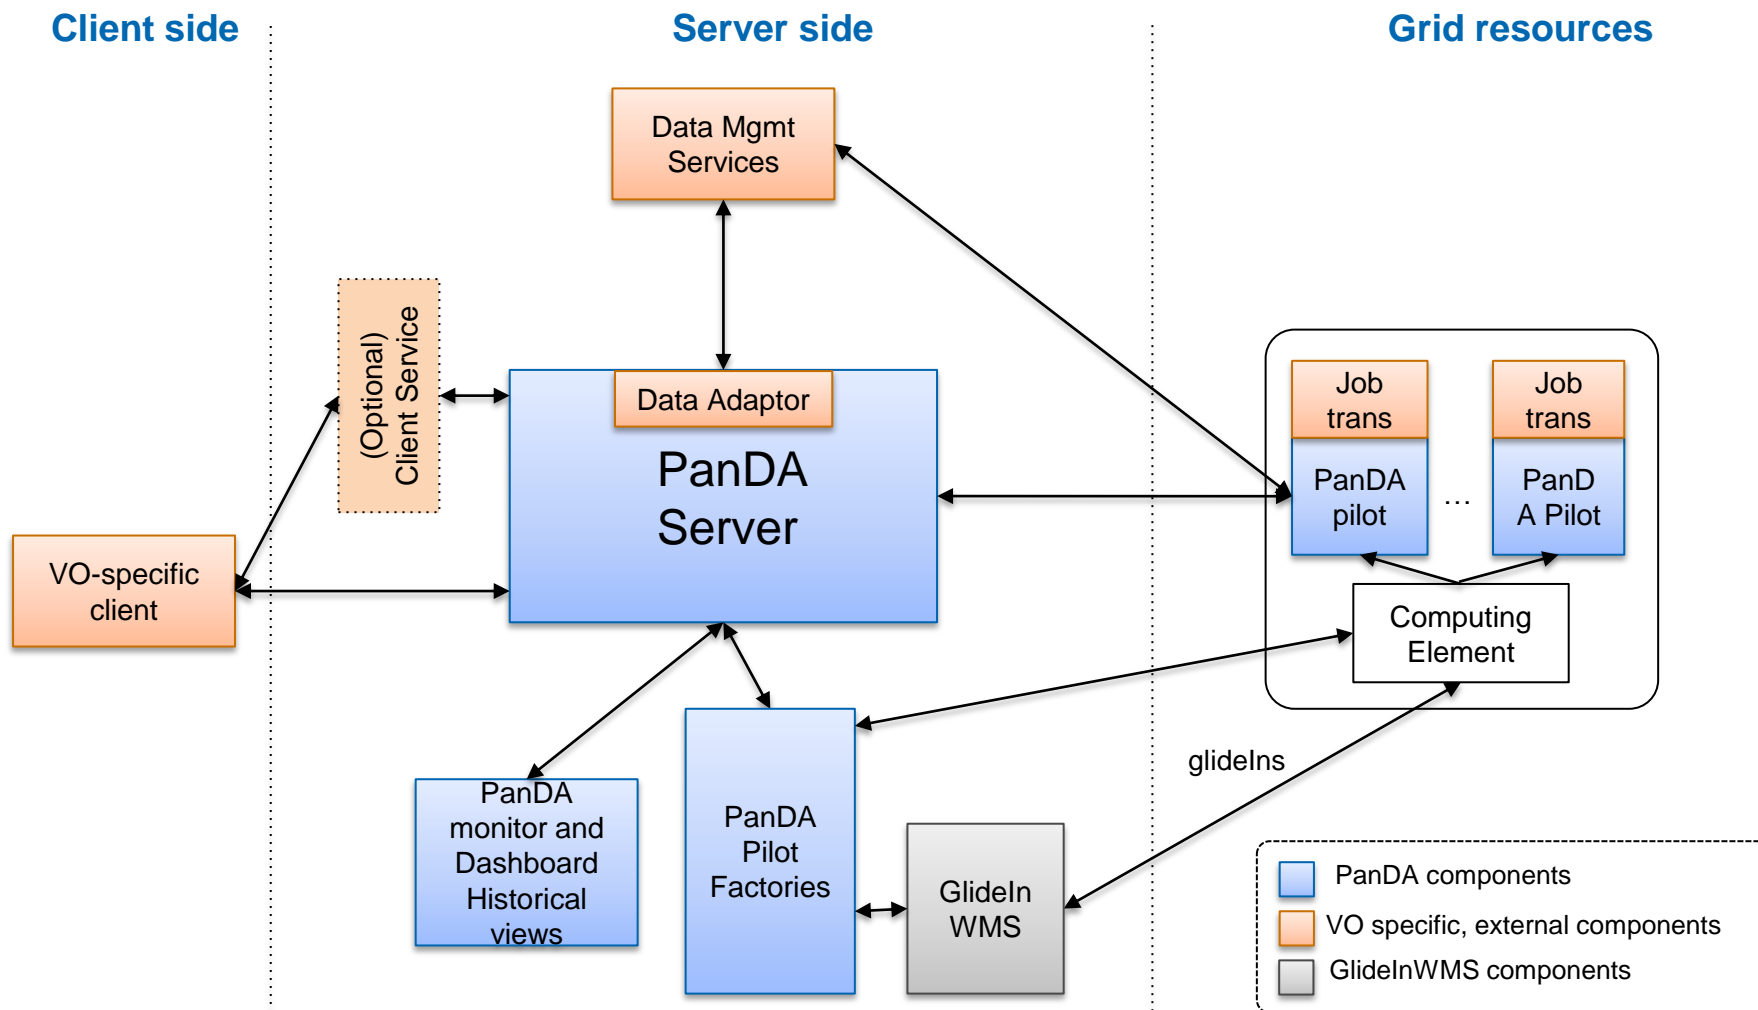 Client side
Server side
Grid resources
Data Mgmt
Services
(Optional)
Client Service
Data Adaptor
PanDA
Server
VO-specific
client
Job
trans
Job
trans
PanDA
pilot
...
PanD
A Pilot
Computing
Element
glideIns
PanDA
monitor and
Dashboard
Historical
views
PanDA
Pilot
Factories
GlideIn
WMS
PanDA components
VO specific, external components
GlideInWMS components